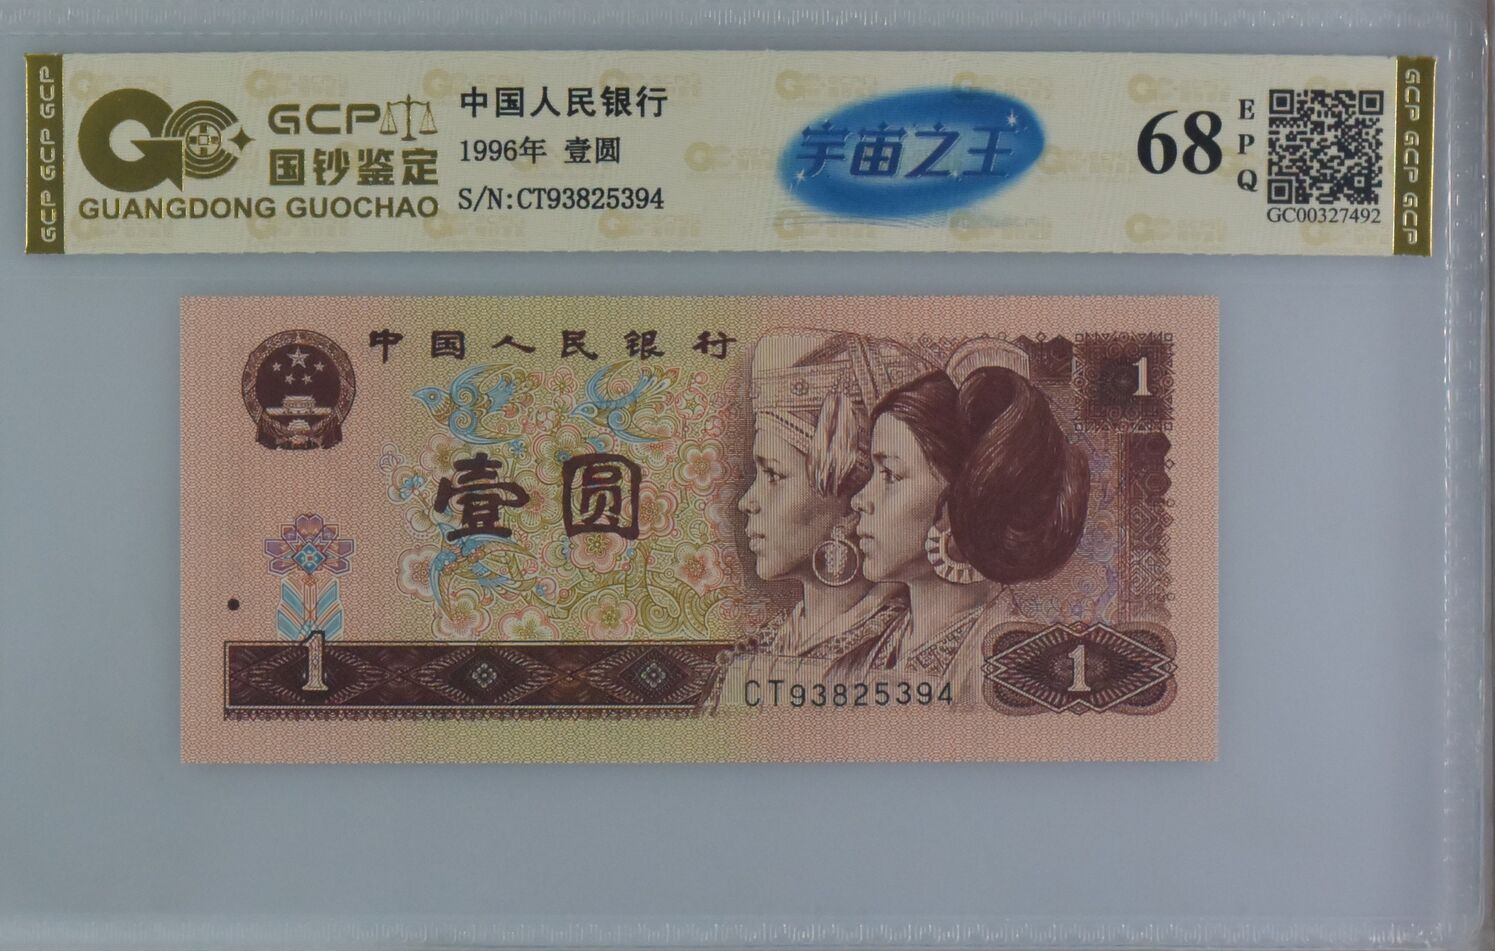 GCP GCP GCP
GC
GCP
国钞鉴定
GUANGDONG GUOCHAO
中国人民银行
1996年 壹圆
S/N:CT93825394
宇宙之王
68
EPQ
GC00327492
GCP GCP GCP
中国人民银行
1
壹圆
1
CT93825394
1